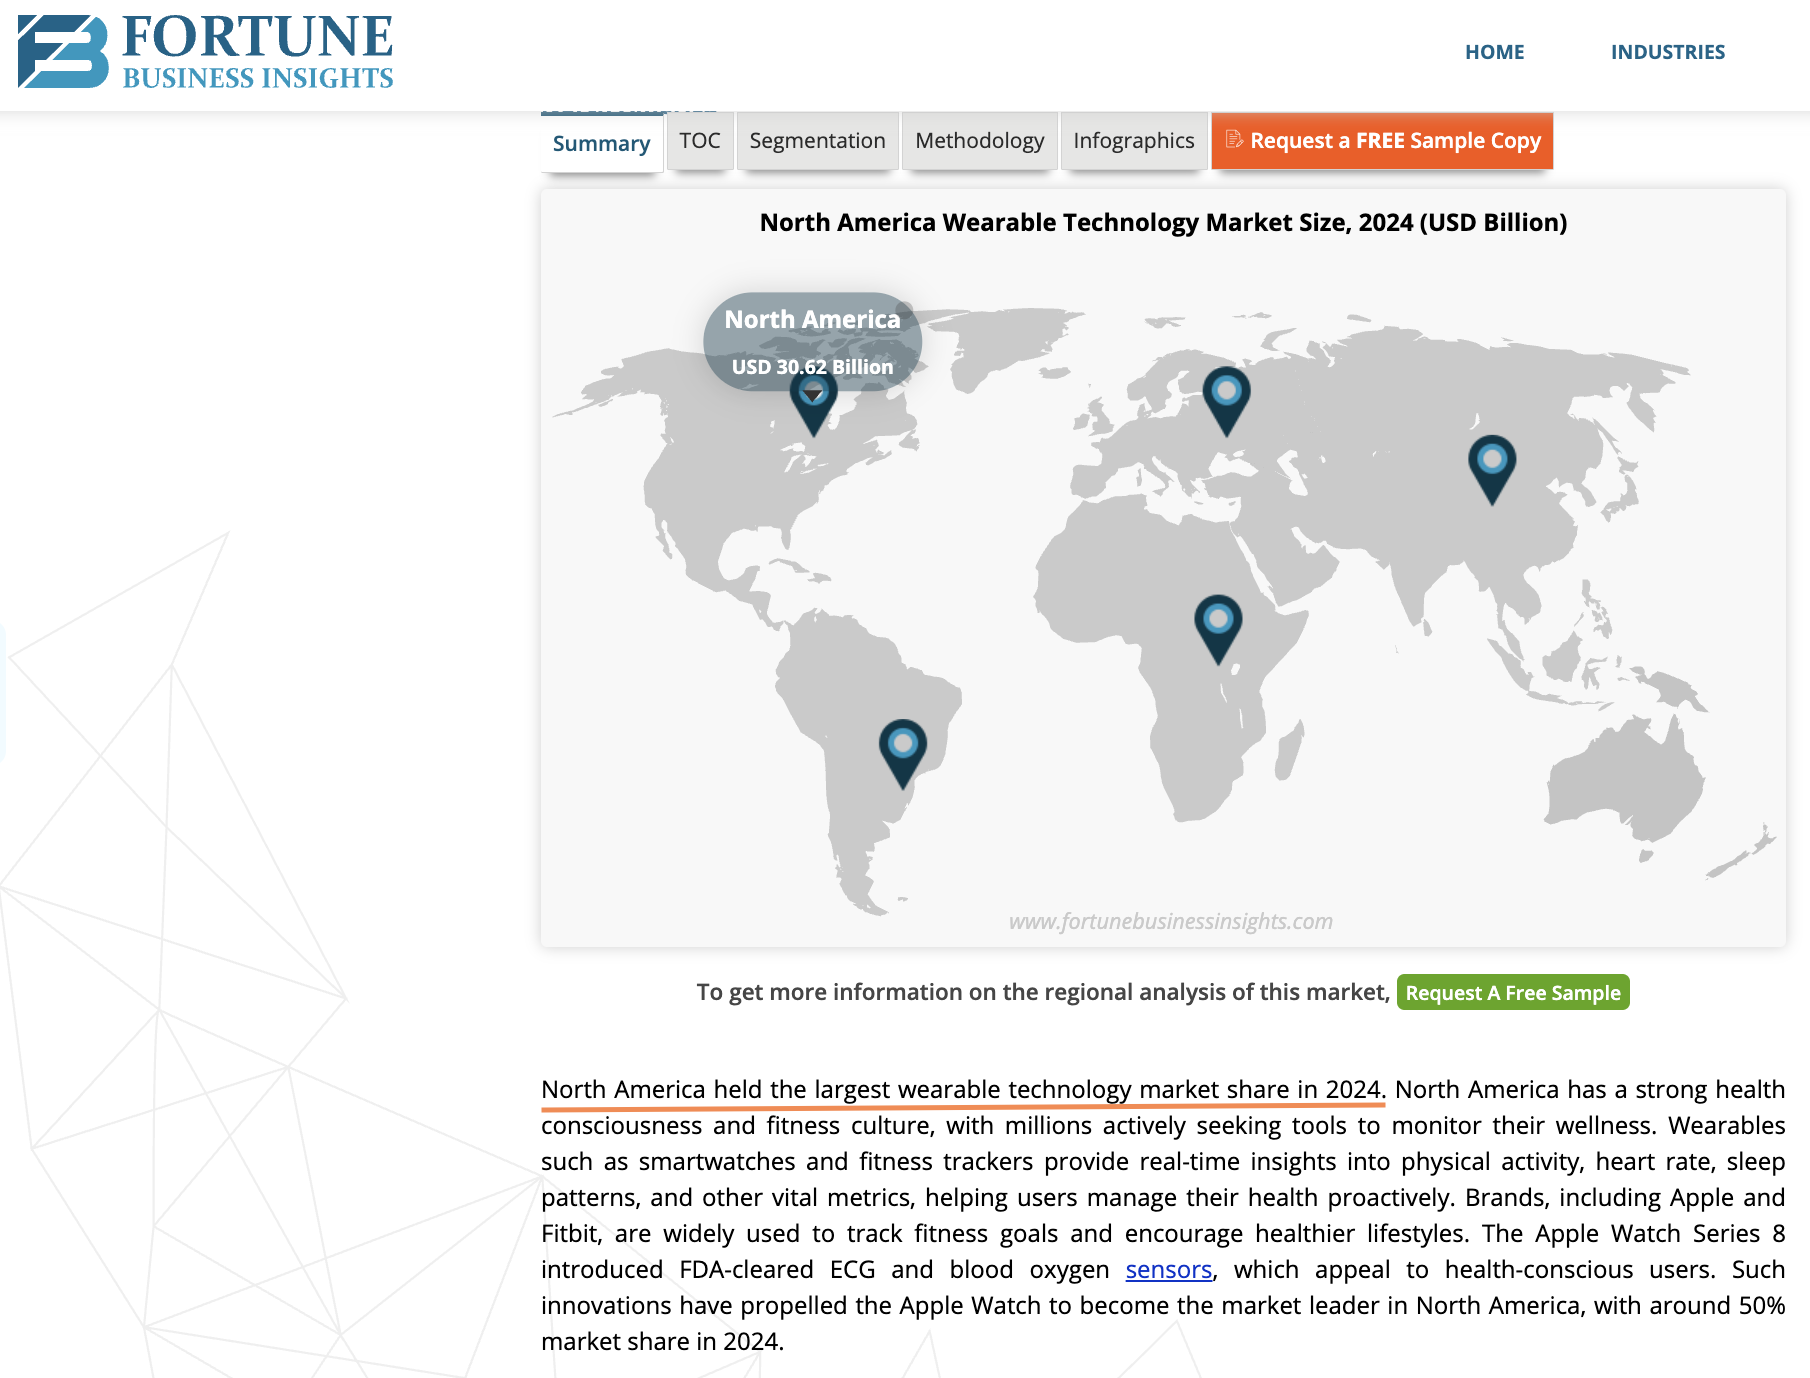 FORTUNE
BUSINESS INSIGHTS
HOME
INDUSTRIES
Summary
TOC
Segmentation
Methodology
Infographics
Request a FREE Sample Copy
North America Wearable Technology Market Size, 2024 (USD Billion)
North America
USD 30.62 Billion
www.fortunebusinessinsights.com
To get more information on the regional analysis of this market, Request A Free Sample
North America held the largest wearable technology market share in 2024. North America has a strong health
consciousness and fitness culture, with millions actively seeking tools to monitor their wellness. Wearables
such as smartwatches and fitness trackers provide real-time insights into physical activity, heart rate, sleep
patterns, and other vital metrics, helping users manage their health proactively. Brands, including Apple and
Fitbit, are widely used to track fitness goals and encourage healthier lifestyles. The Apple Watch Series 8
introduced FDA-cleared ECG and blood oxygen sensors, which appeal to health-conscious users. Such
innovations have propelled the Apple Watch to become the market leader in North America, with around 50%
market share in 2024.